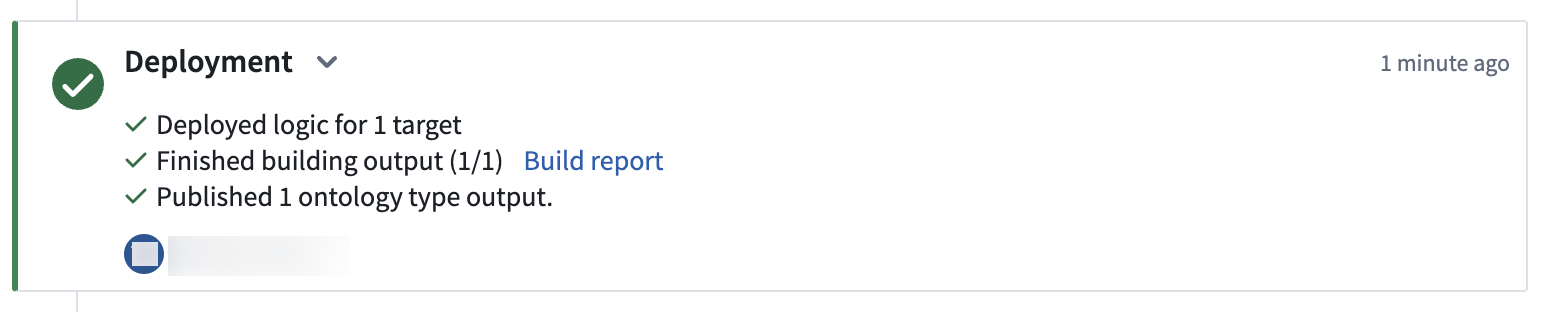 Deployment
1 minute ago
Deployed logic for 1 target
Finished building output (1/1) Build report
Published 1 ontology type output.